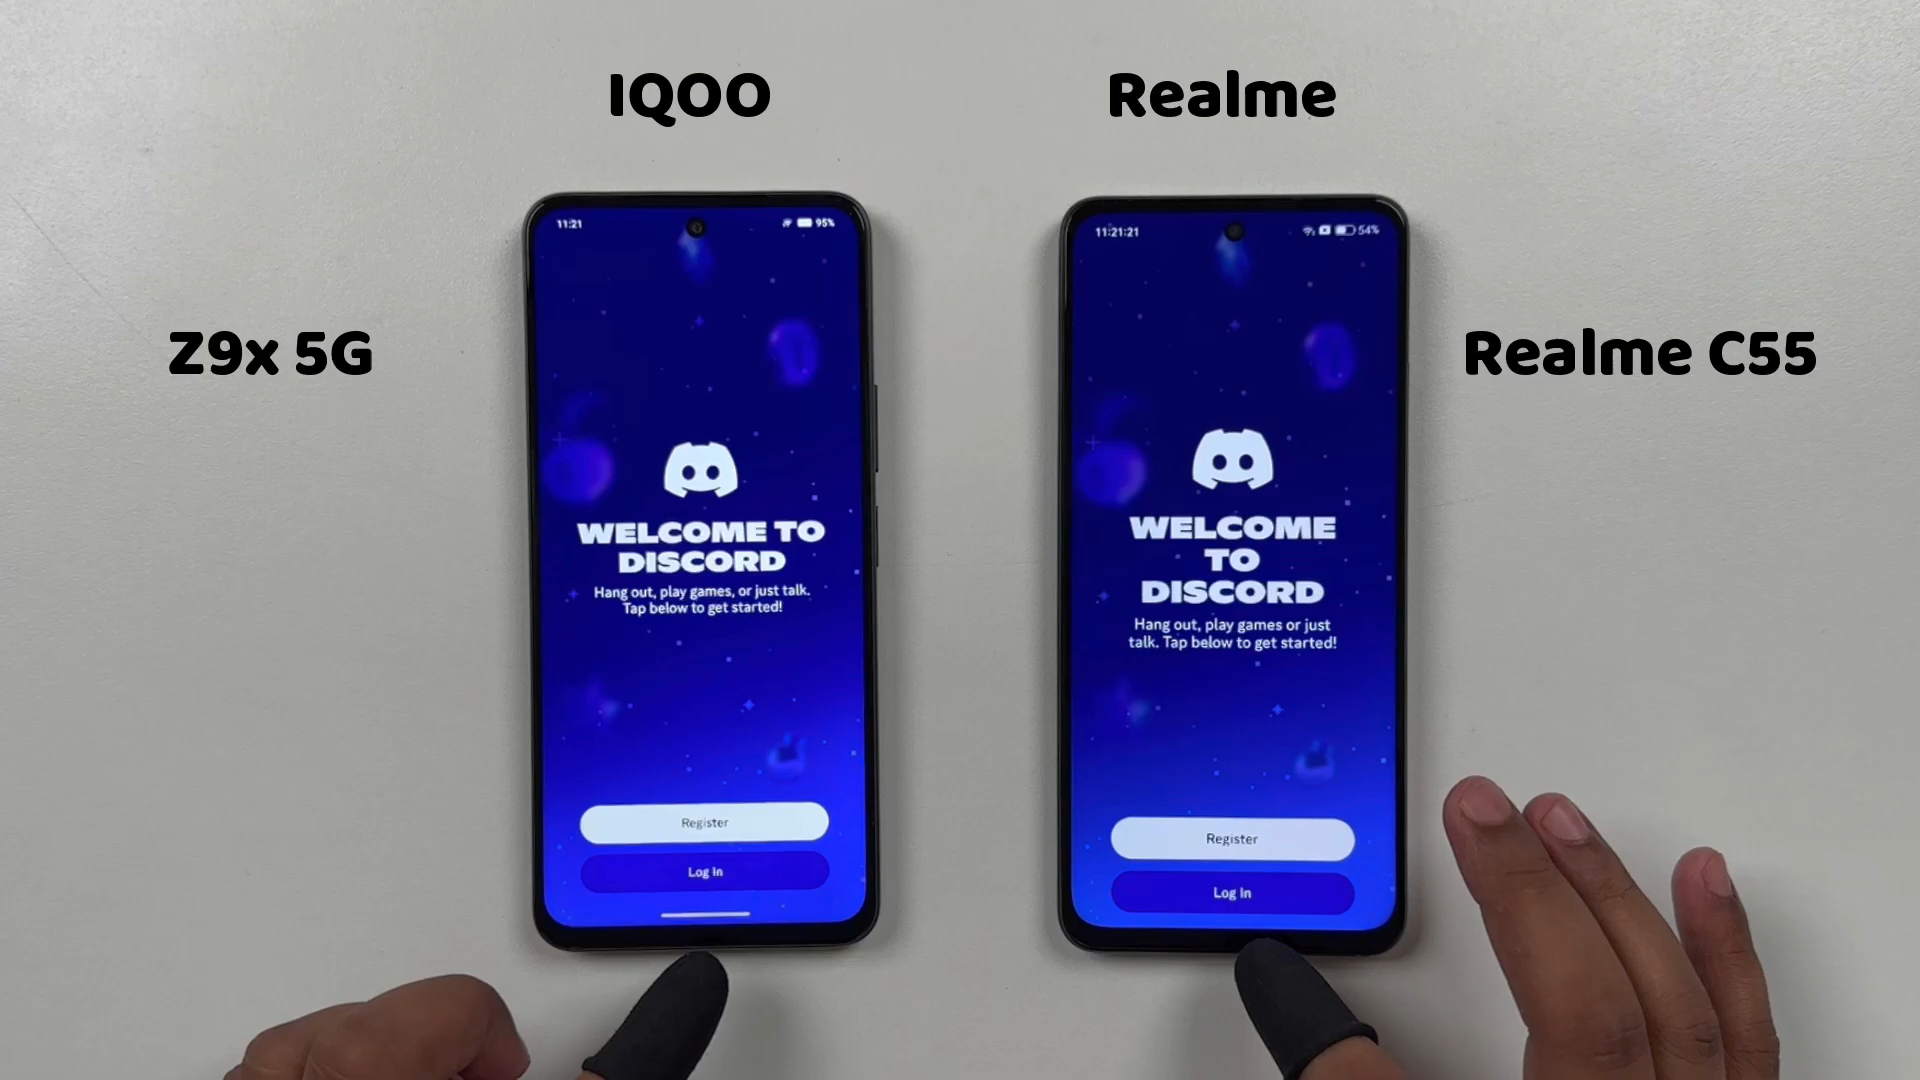 IQOO
Realme
Z9x 5G
Realme C55
11:21
95%
WELCOME TO
DISCORD
Hang out, play games, or just talk.
Tap below to get started!
Register
Log In
11:21:21
54%
WELCOME
TO
DISCORD
Hang out, play games or just
talk. Tap below to get started!
Register
Log In